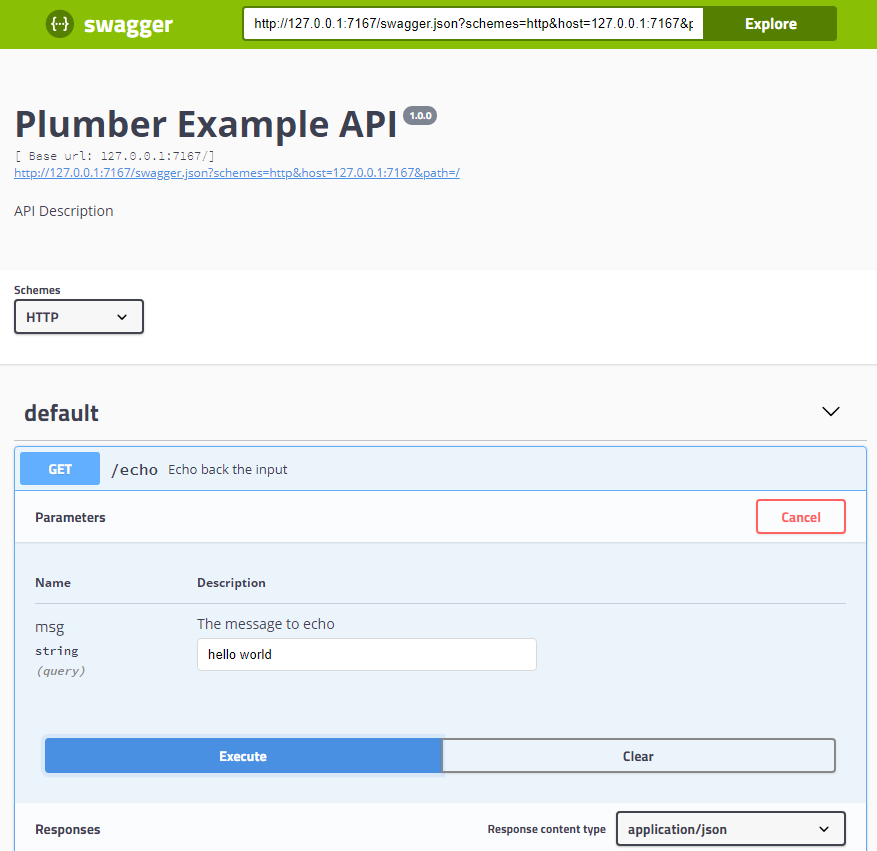 {···} swagger
http://127.0.0.1:7167/swagger.json?schemes=http&host=127.0.0.1:7167&p
Explore
Plumber Example API 1.0.0
[ Base url: 127.0.0.1:7167/]
http://127.0.0.1:7167/swagger.json?schemes=http&host=127.0.0.1:7167&path=/
API Description
Schemes
HTTP
default
GET /echo Echo back the input
Parameters Cancel
Name Description
msg The message to echo
string hello world
(query)
Execute Clear
Responses Response content type application/json